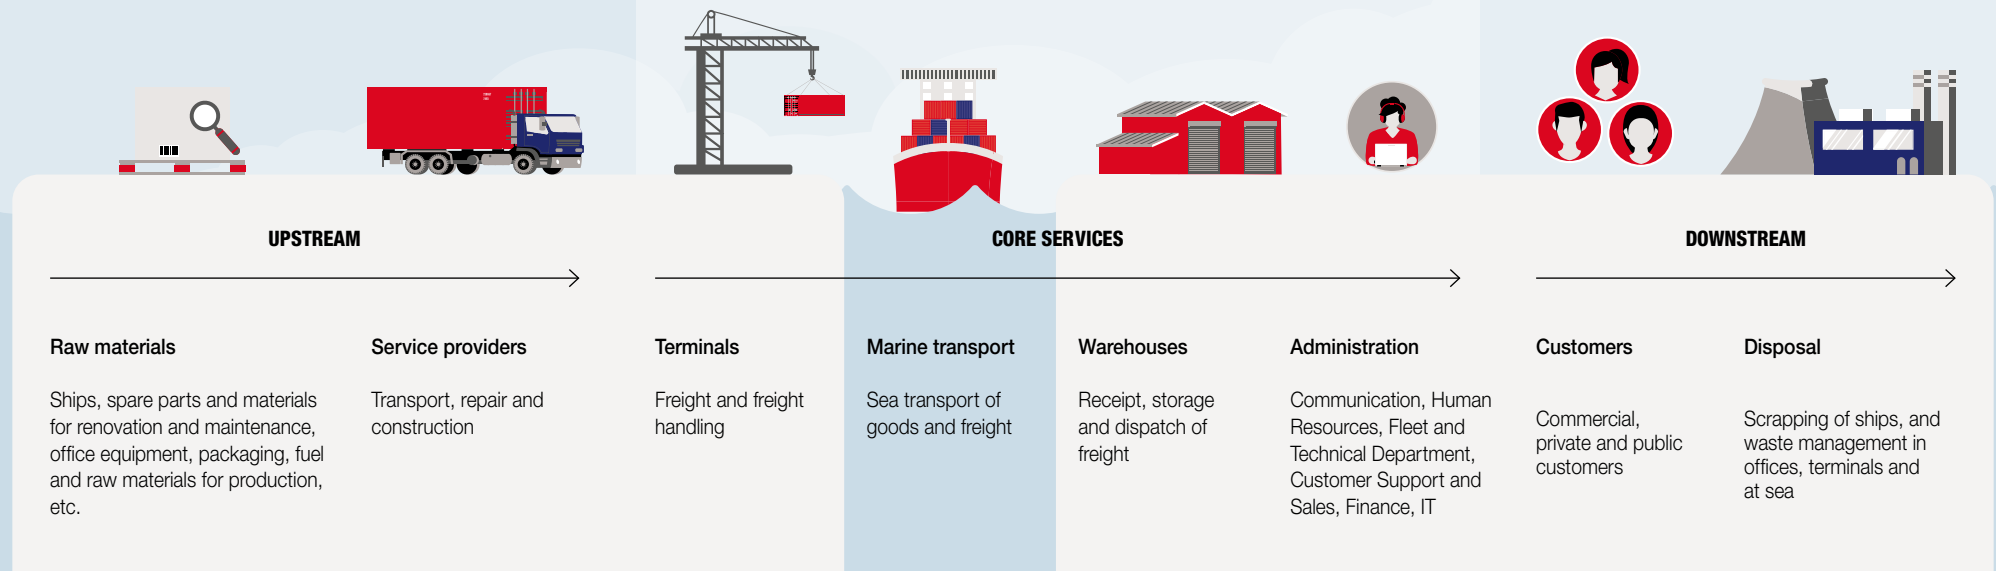 UPSTREAM
CORE SERVICES
DOWNSTREAM
Raw materials
Ships, spare parts and materials
for renovation and maintenance,
office equipment, packaging, fuel
and raw materials for production,
etc.
Service providers
Transport, repair and
construction
Terminals
Freight and freight
handling
Marine transport
Sea transport of
goods and freight
Warehouses
Receipt, storage
and dispatch of
freight
Administration
Communication, Human
Resources, Fleet and
Technical Department,
Customer Support and
Sales, Finance, IT
Customers
Commercial,
private and public
customers
Disposal
Scrapping of ships, and
waste management in
offices, terminals and
at sea